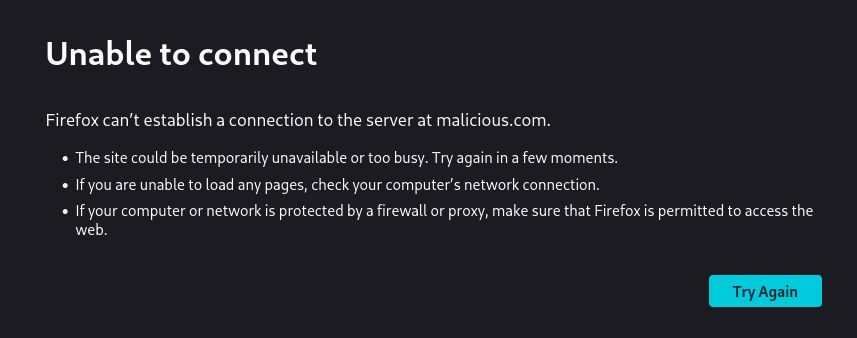 Unable to connect
Firefox can’t establish a connection to the server at malicious.com.
• The site could be temporarily unavailable or too busy. Try again in a few moments.
• If you are unable to load any pages, check your computer’s network connection.
• If your computer or network is protected by a firewall or proxy, make sure that Firefox is permitted to access the
web.
Try Again